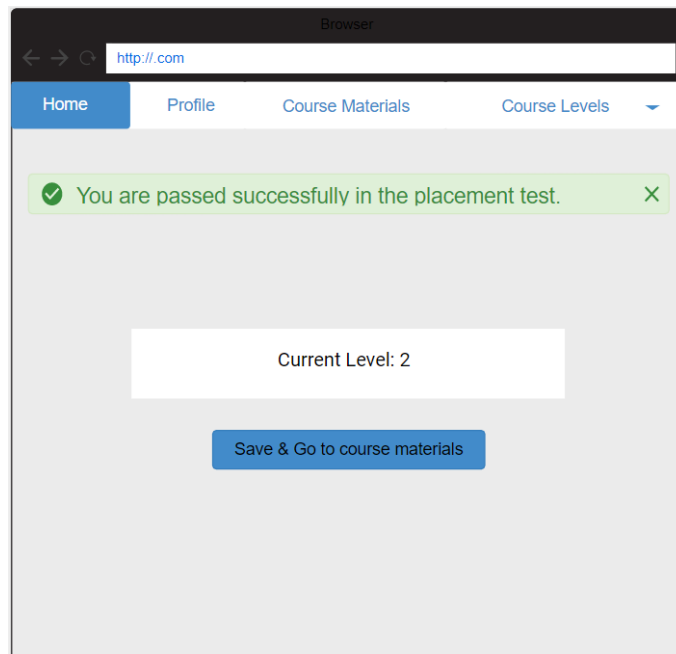 Browser
http://.com
Home Profile Course Materials Course Levels
You are passed successfully in the placement test.
Current Level: 2
Save & Go to course materials